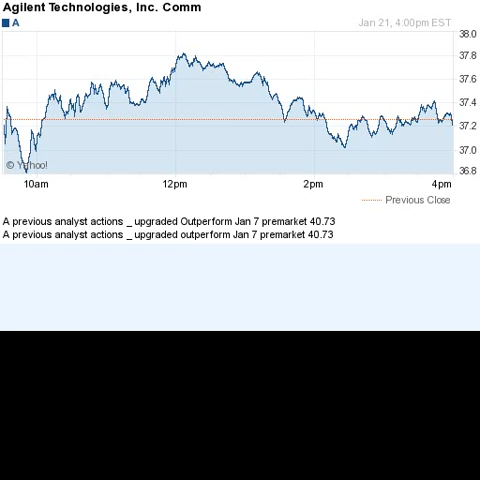 Agilent Technologies, Inc. Comm
A
Jan 21, 4:00pm EST
38.0
37.8
37.6
37.4
37.2
37.0
36.8
© Yahoo!
10am 12pm 2pm 4pm
Previous Close
A previous analyst actions _ upgraded Outperform Jan 7 premarket 40.73
A previous analyst actions _ upgraded outperform Jan 7 premarket 40.73